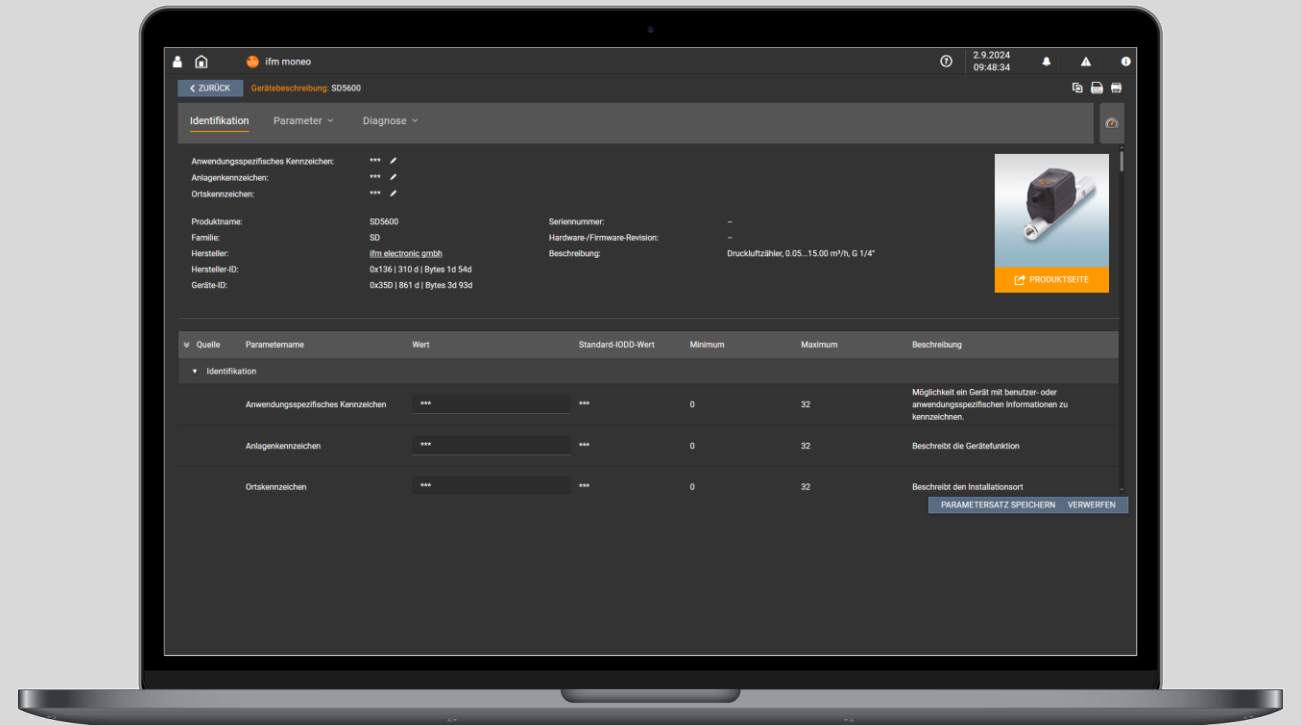 ifm moneo
2.9.2024
09:48:34
ZURÜCK
Gerätebeschreibung: SD5600
Identifikation Parameter Diagnose
Anwendungsspezifisches Kennzeichen: ***
Anlagenkennzeichen: ***
Ortskennzeichen: ***
Produktname: SD5600 Seriennummer: –
Familie: SD Hardware-/Firmware-Revision: –
Hersteller: ifm electronic gmbh Beschreibung: Druckluftzähler, 0.05...15.00 m³/h, G 1/4"
Hersteller-ID: 0x136 | 310 d | Bytes 1d 54d
Geräte-ID: 0x35D | 861 d | Bytes 3d 93d
PRODUKTSEITE
Quelle Parametername Wert Standard-IODD-Wert Minimum Maximum Beschreibung
Identifikation
Anwendungsspezifisches Kennzeichen *** *** 0 32 Möglichkeit ein Gerät mit benutzer- oder
anwendungsspezifischen Informationen zu
kennzeichnen.
Anlagenkennzeichen *** *** 0 32 Beschreibt die Gerätefunktion
Ortskennzeichen *** *** 0 32 Beschreibt den Installationsort
PARAMETERSATZ SPEICHERN VERWERFEN